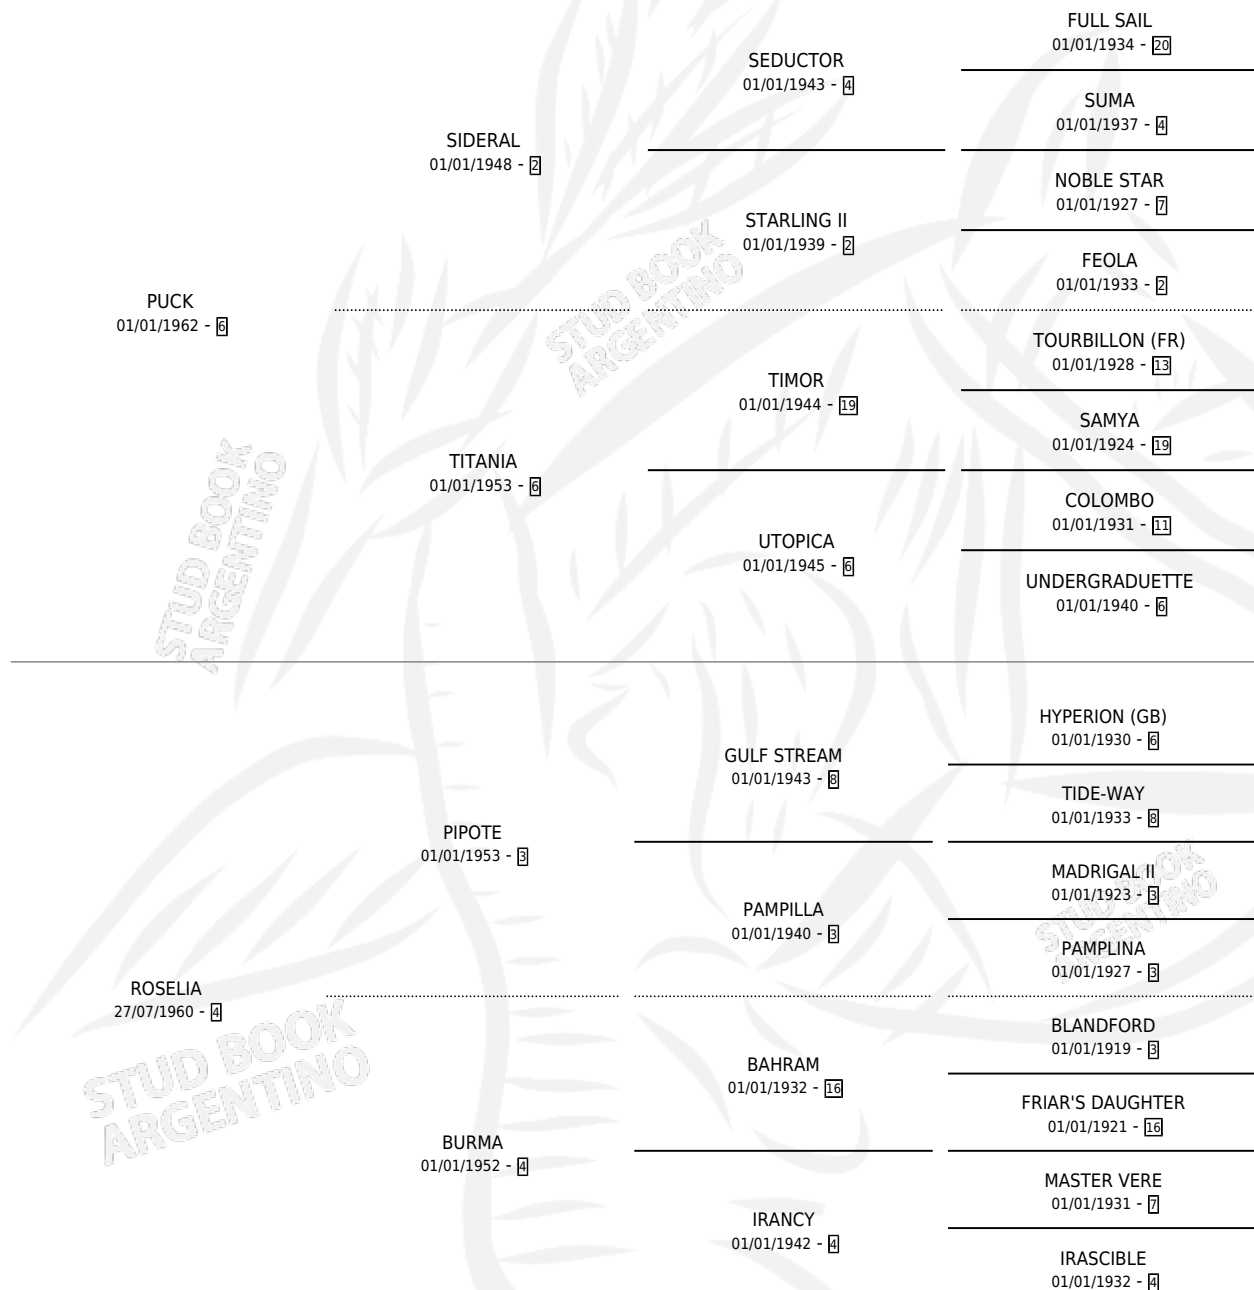 FULL SAIL
01/01/1934 - 20
SEDUCTOR
01/01/1943 - 4
SUMA
01/01/1937 - 4
SIDERAL
01/01/1948 - 2
NOBLE STAR
01/01/1927 - 7
STARLING II
01/01/1939 - 2
FEOLA
01/01/1933 - 2
PUCK
01/01/1962 - 6
TOURBILLON (FR)
01/01/1928 - 13
TIMOR
01/01/1944 - 19
SAMYA
01/01/1924 - 19
TITANIA
01/01/1953 - 6
COLOMBO
01/01/1931 - 11
UTOPICA
01/01/1945 - 6
UNDERGRADUETTE
01/01/1940 - 6
HYPERION (GB)
01/01/1930 - 6
GULF STREAM
01/01/1943 - 8
TIDE-WAY
01/01/1933 - 8
PIPOTE
01/01/1953 - 3
MADRIGAL II
01/01/1923 - 3
PAMPILLA
01/01/1940 - 3
PAMPLINA
01/01/1927 - 3
ROSELIA
27/07/1960 - 4
BLANDFORD
01/01/1919 - 3
BAHRAM
01/01/1932 - 16
FRIAR'S DAUGHTER
01/01/1921 - 16
BURMA
01/01/1952 - 4
MASTER VERE
01/01/1931 - 7
IRANCY
01/01/1942 - 4
IRASCIBLE
01/01/1932 - 4
STUD BOOK
ARGENTINO
STUD BOOK
ARGENTINO
STUD BOOK
ARGENTINO
STUD BOOK
ARGENTINO